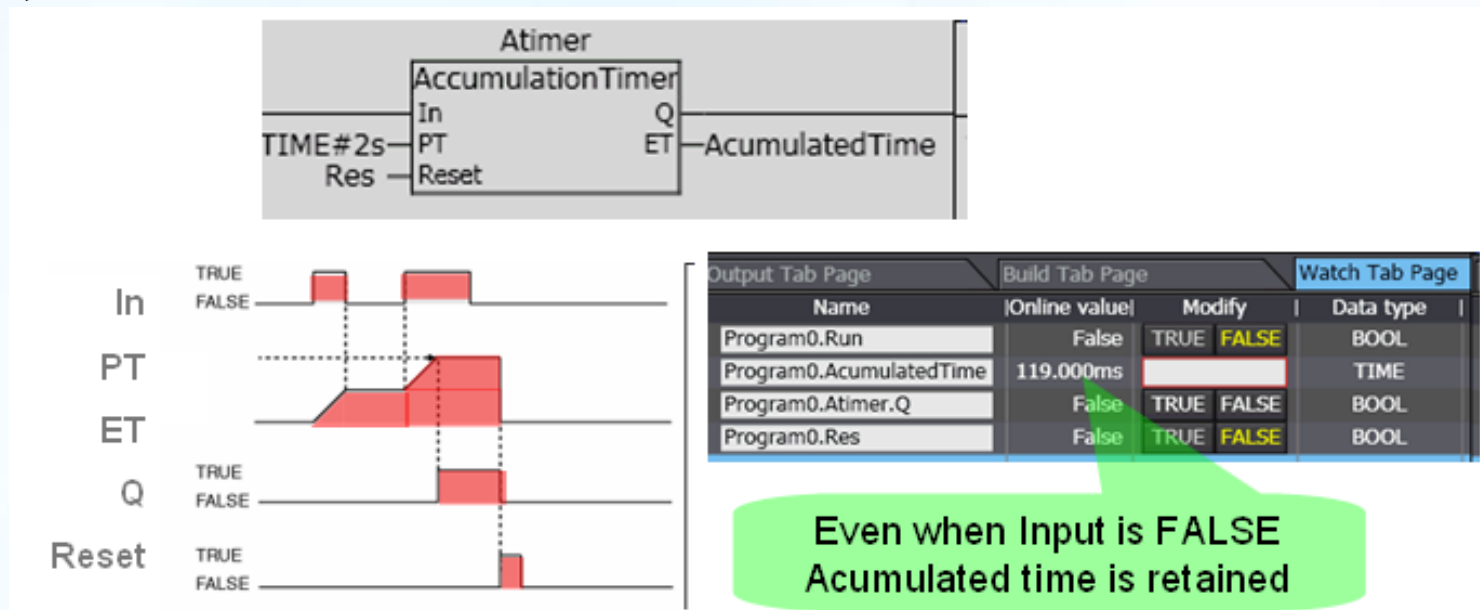 Atimer
AccumulationTimer
In Q
TIME#2s PT ET AcumulatedTime
Res Reset
In TRUE
FALSE
PT
ET
Q TRUE
FALSE
Reset TRUE
FALSE
Output Tab Page Build Tab Page Watch Tab Page
Name |Online value| Modify | Data type |
Program0.Run False TRUE FALSE BOOL
Program0.AcumulatedTime 119.000ms TIME
Program0.Atimer.Q False TRUE FALSE BOOL
Program0.Res False TRUE FALSE BOOL
Even when Input is FALSE
Acumulated time is retained